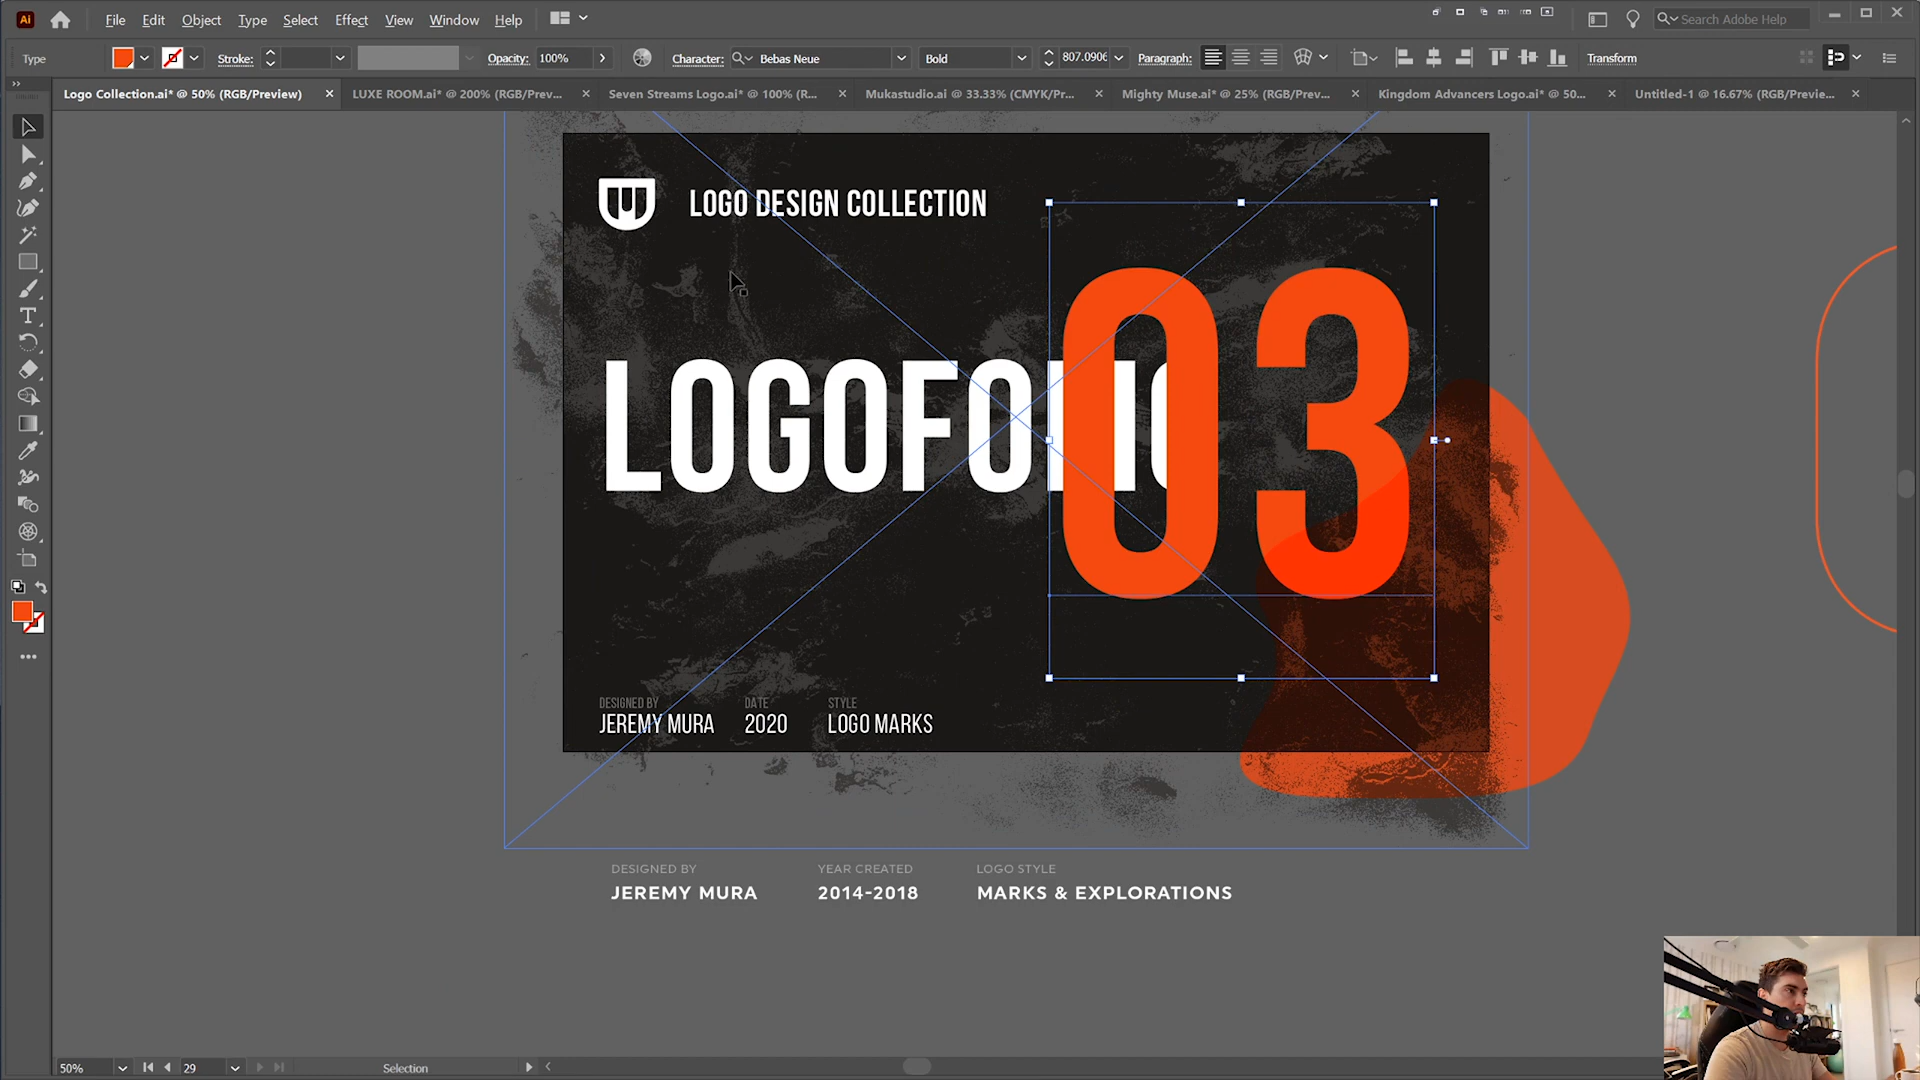 Ai File Edit Object Type Select Effect View Window Help Search Adobe Help
Type Stroke: Opacity: 100% Character: Bebas Neue Bold 807.0906 Paragraph: Transform
Logo Collection.ai* @ 50% (RGB/Preview) LUXE ROOM.ai* @ 200% (RGB/Prev... Seven Streams Logo.ai* @ 100% (R... Mukastudio.ai @ 33.33% (CMYK/Pr... Mighty Muse.ai* @ 25% (RGB/Prev... Kingdom Advancers Logo.ai* @ 50... Untitled-1 @ 16.67% (RGB/Previe...
LOGO DESIGN COLLECTION
LOGOFOLIO
03
DESIGNED BY DATE STYLE
JEREMY MURA 2020 LOGO MARKS
DESIGNED BY YEAR CREATED LOGO STYLE
JEREMY MURA 2014-2018 MARKS & EXPLORATIONS
50% 29 Selection